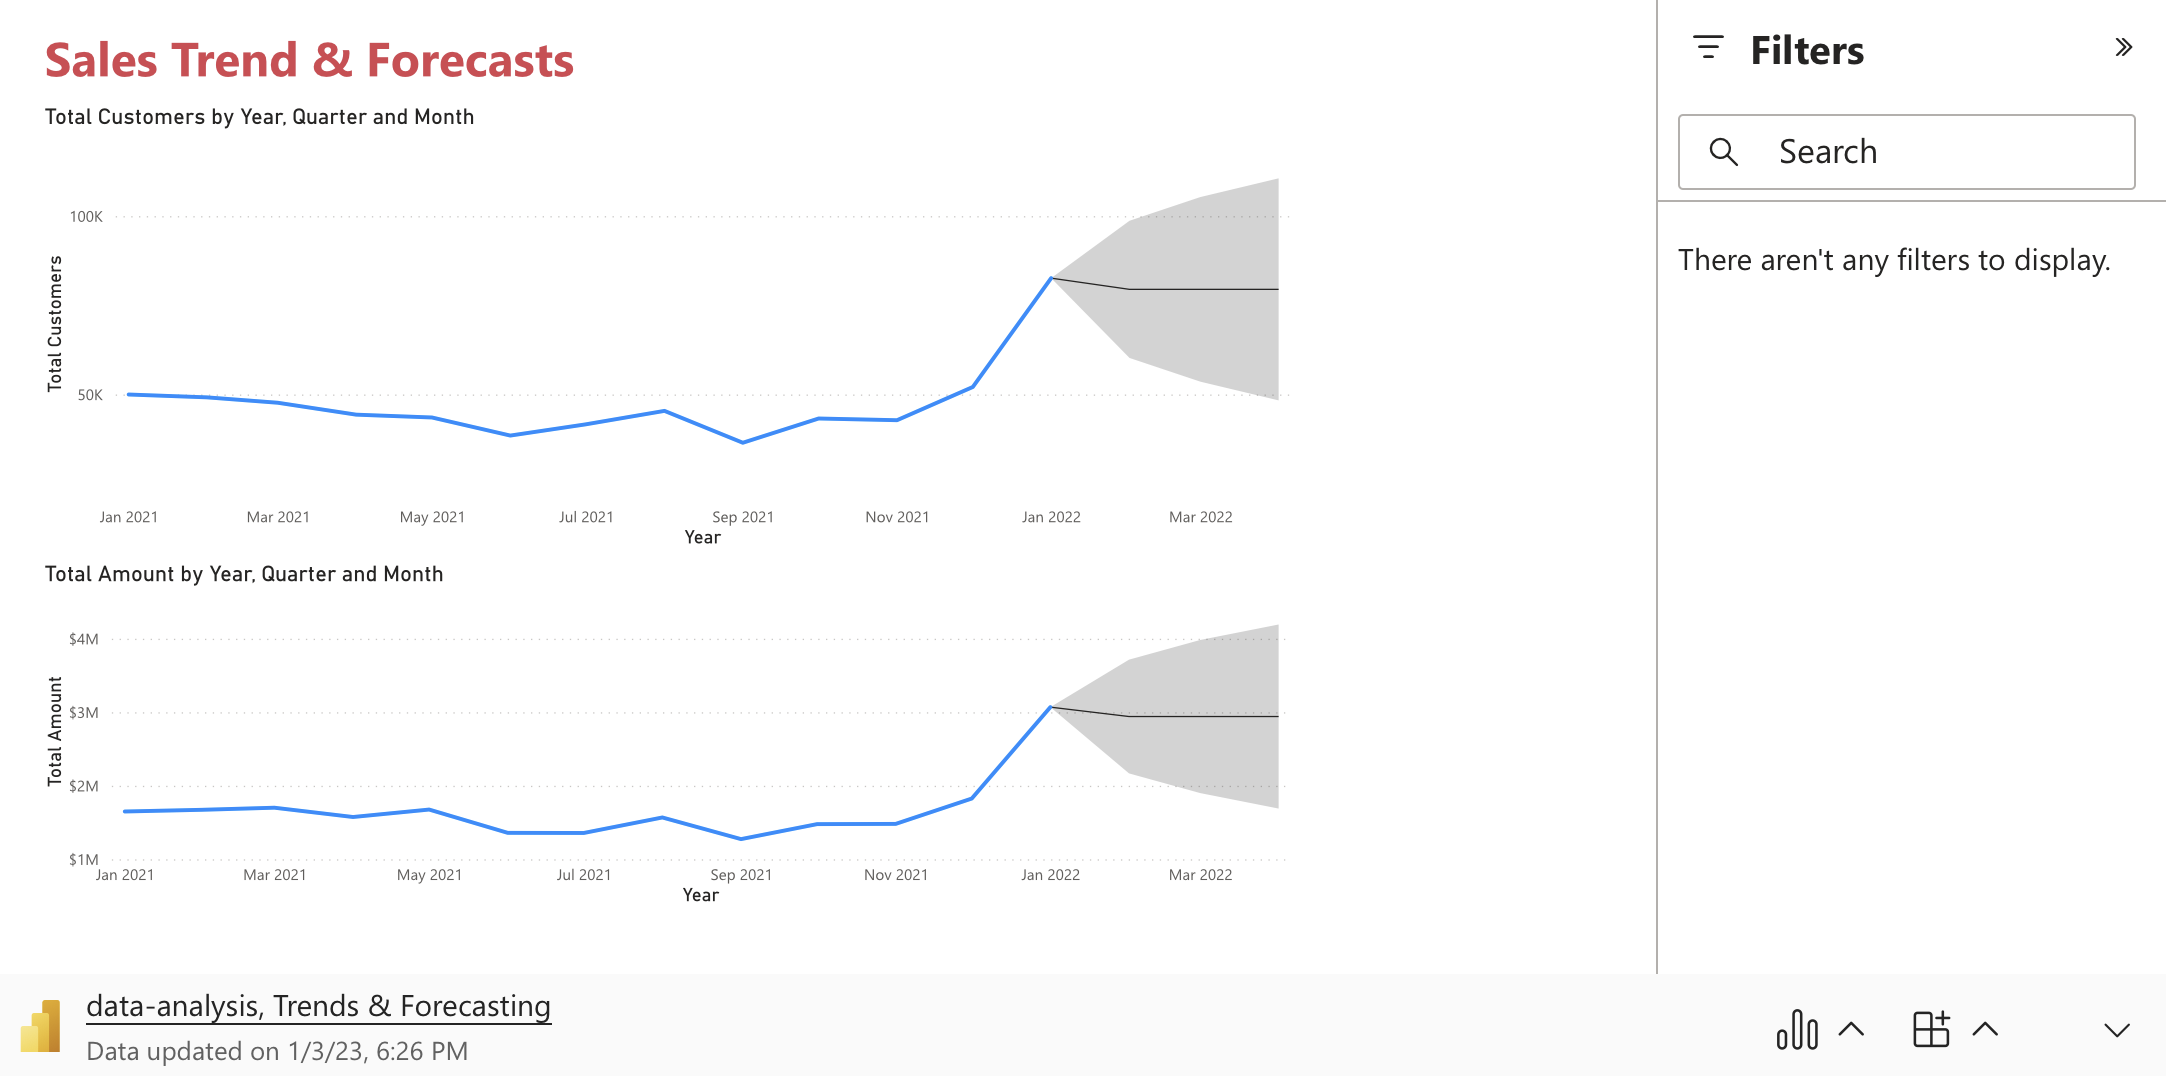 Sales Trend & Forecasts
Total Customers by Year, Quarter and Month
Total Customers
100K
50K
Jan 2021 Mar 2021 May 2021 Jul 2021 Sep 2021 Nov 2021 Jan 2022 Mar 2022
Year
Total Amount by Year, Quarter and Month
Total Amount
$4M
$3M
$2M
$1M
Jan 2021 Mar 2021 May 2021 Jul 2021 Sep 2021 Nov 2021 Jan 2022 Mar 2022
Year
Filters
Search
There aren't any filters to display.
data-analysis, Trends & Forecasting
Data updated on 1/3/23, 6:26 PM